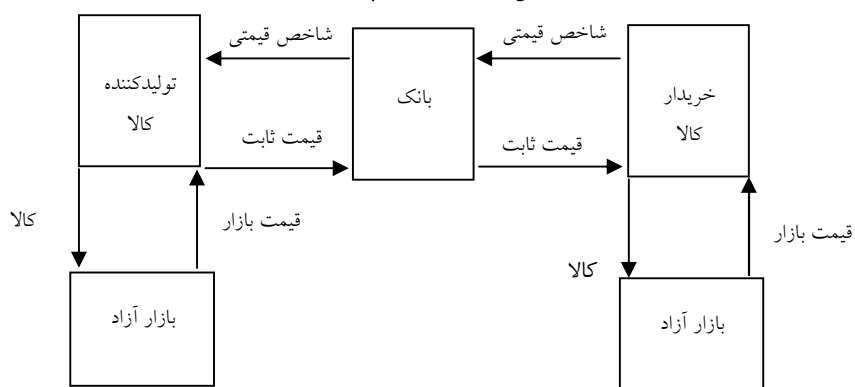 شاخص قیمتی
شاخص قیمتی
خریدار
کالا
بانک
تولیدکننده
کالا
قیمت ثابت
قیمت ثابت
قیمت بازار
کالا
قیمت بازار
کالا
بازار آزاد
بازار آزاد